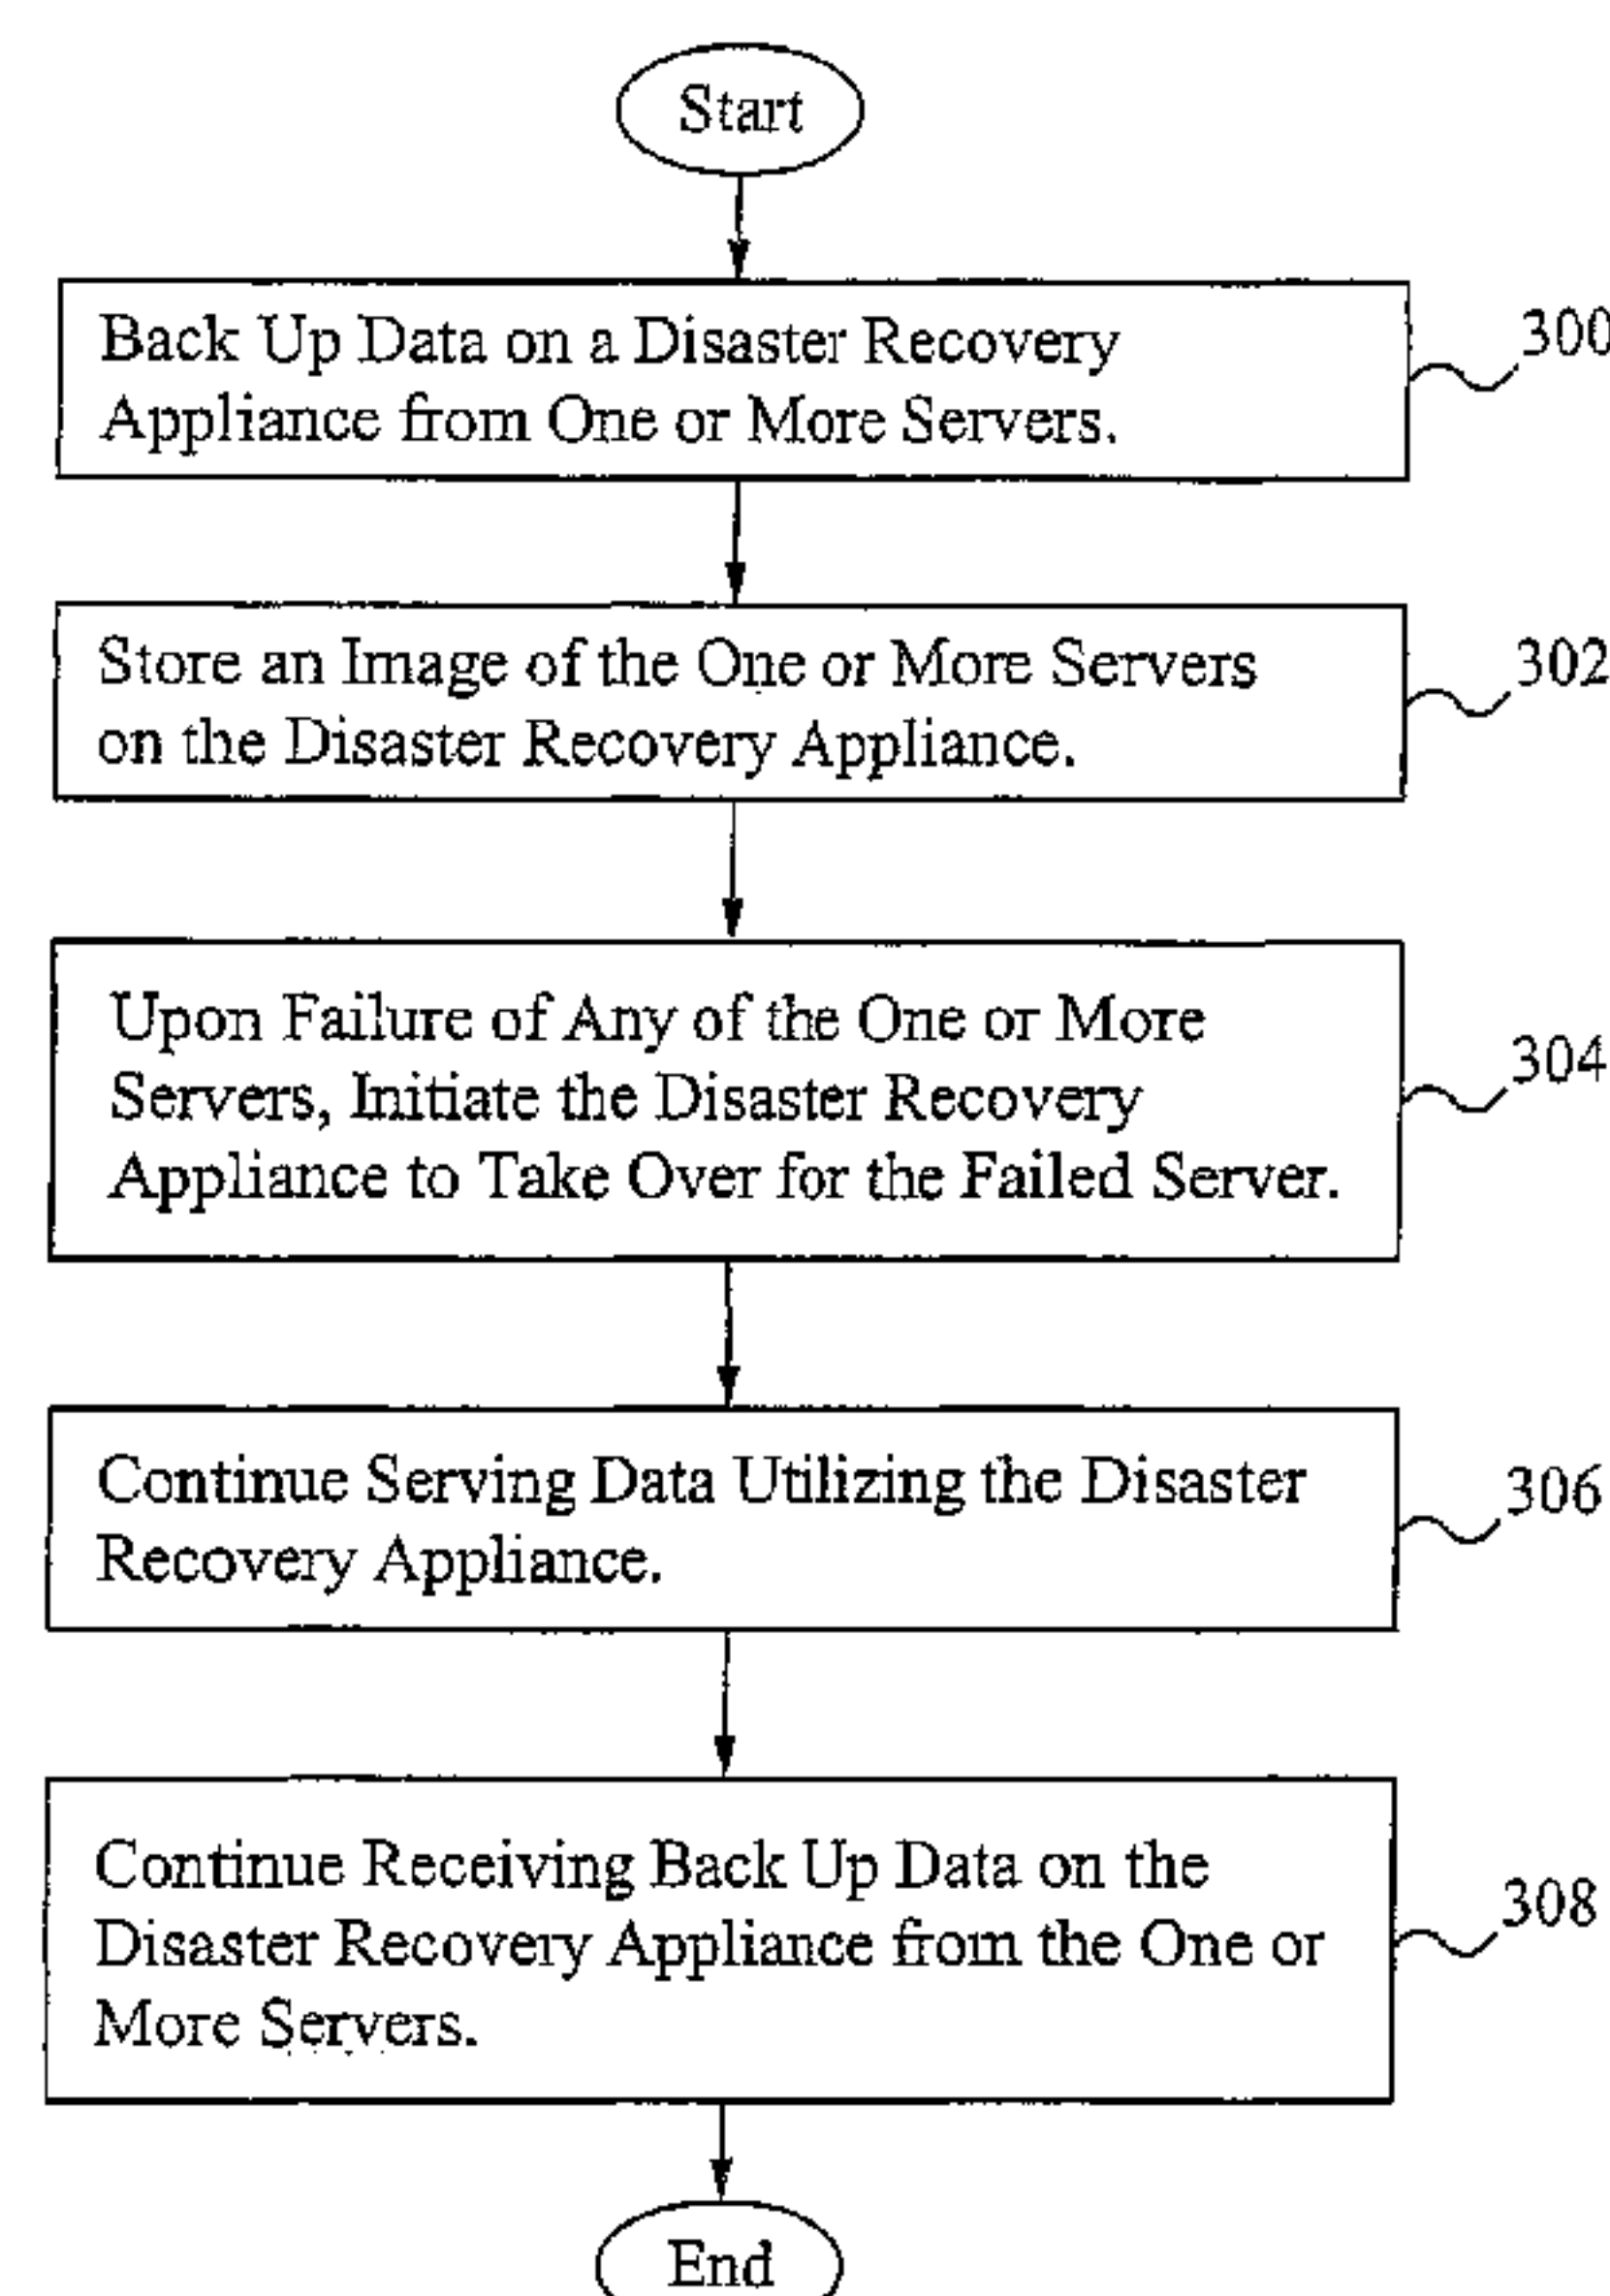 Start
Back Up Data on a Disaster Recovery
Appliance from One or More Servers.
300
Store an Image of the One or More Servers
on the Disaster Recovery Appliance.
302
Upon Failure of Any of the One or More
Servers, Initiate the Disaster Recovery
Appliance to Take Over for the Failed Server.
304
Continue Serving Data Utilizing the Disaster
Recovery Appliance.
306
Continue Receiving Back Up Data on the
Disaster Recovery Appliance from the One or
More Servers.
308
End